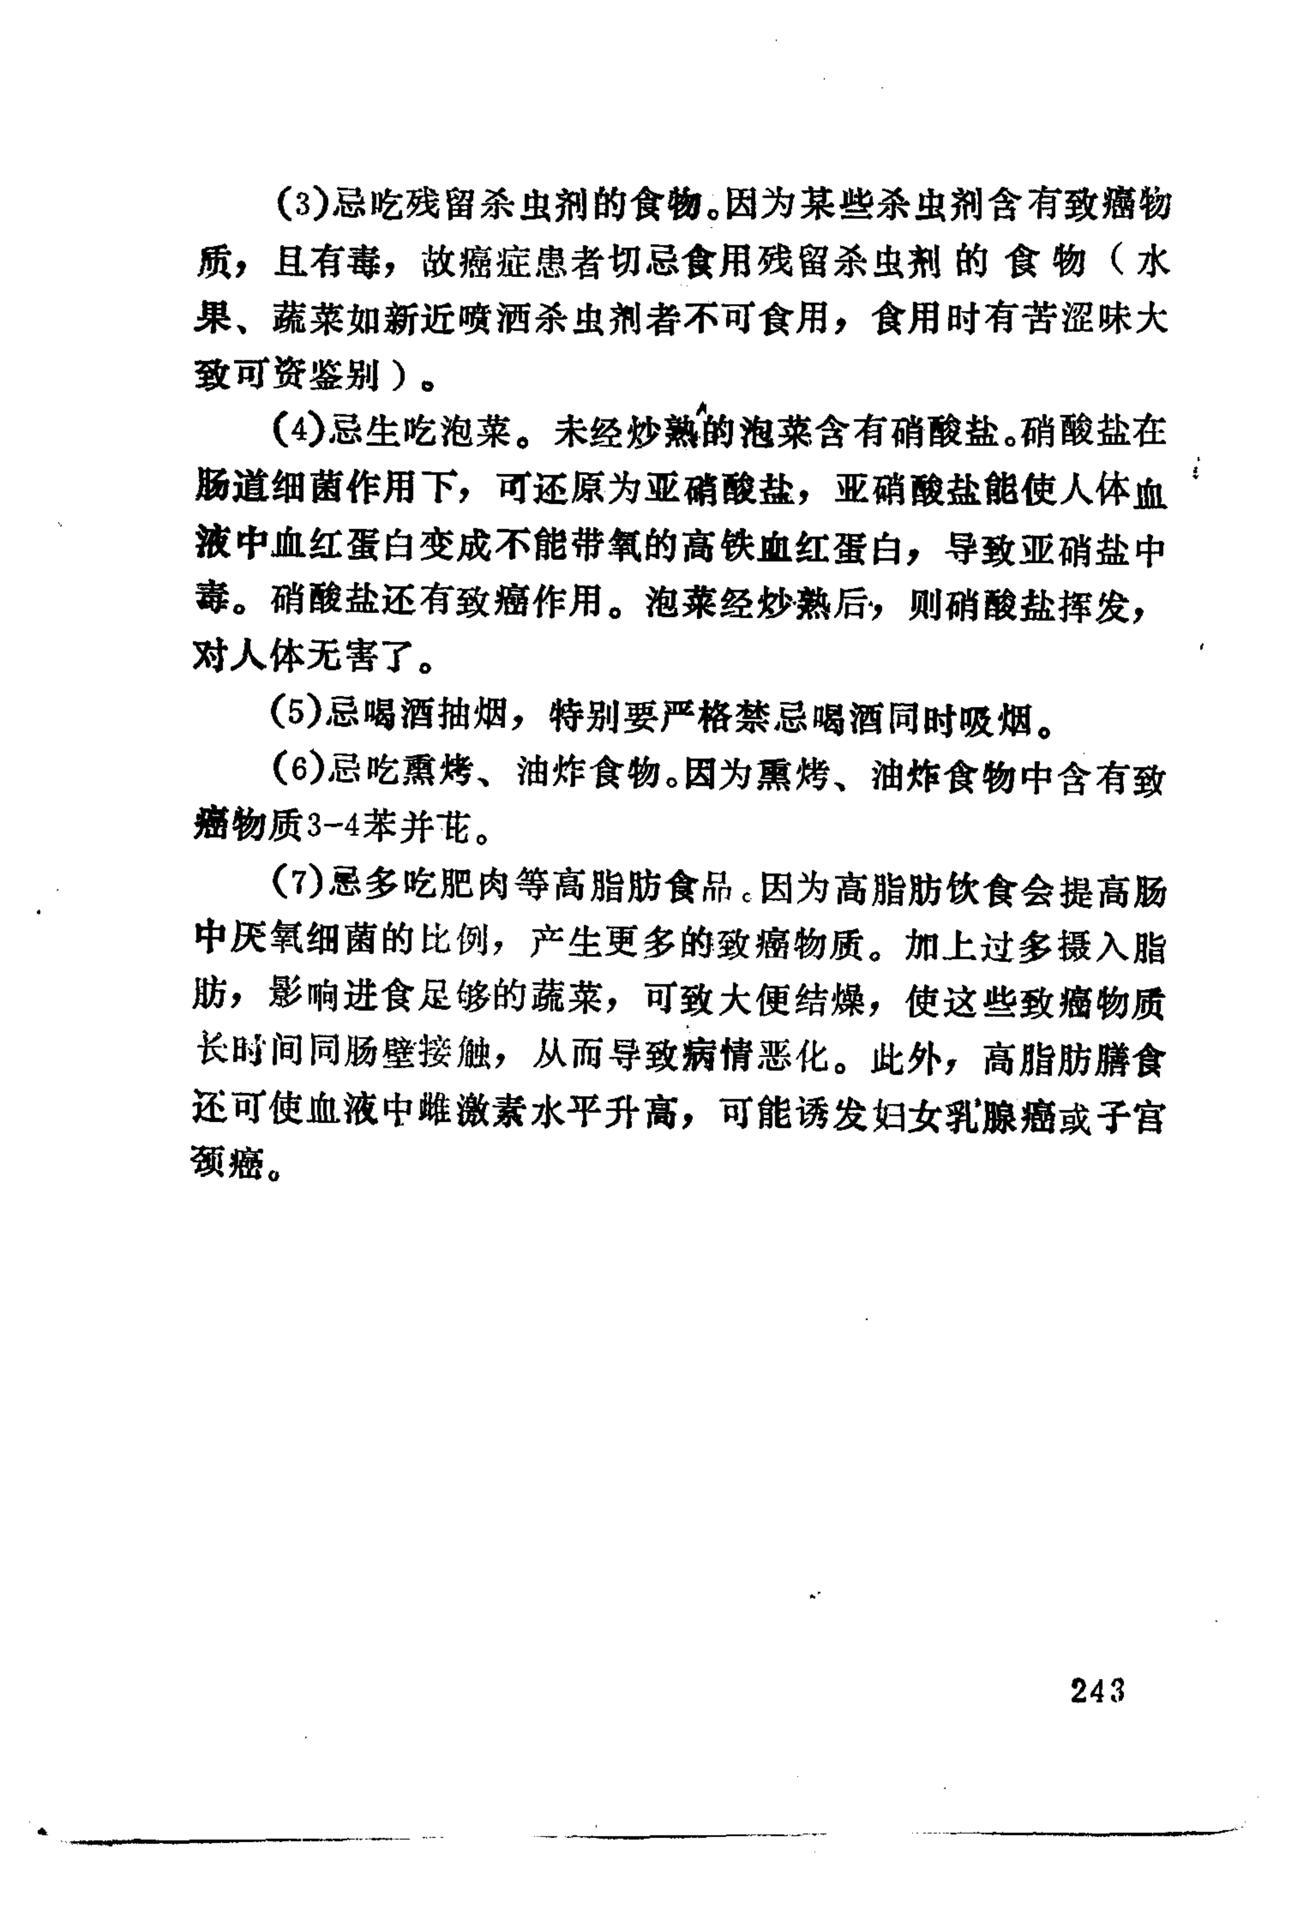 (3)忌吃残留杀虫剂的食物。因为某些杀虫剂含有致癌物
质，且有毒，故癌症患者切忌食用残留杀虫剂的食物（水
果、蔬菜如新近喷洒杀虫剂者不可食用，食用时有苦涩味大
致可资鉴别）。
(4)忌生吃泡菜。未经炒熟的泡菜含有硝酸盐。硝酸盐在
肠道细菌作用下，可还原为亚硝酸盐，亚硝酸盐能使人体血
液中血红蛋白变成不能带氧的高铁血红蛋白，导致亚硝盐中
毒。硝酸盐还有致癌作用。泡菜经炒熟后，则硝酸盐挥发，
对人体无害了。
(5)忌喝酒抽烟，特别要严格禁忌喝酒同时吸烟。
(6)忌吃熏烤、油炸食物。因为熏烤、油炸食物中含有致
癌物质3-4苯并芘。
(7)忌多吃肥肉等高脂肪食品。因为高脂肪饮食会提高肠
中厌氧细菌的比例，产生更多的致癌物质。加上过多摄入脂
肪，影响进食足够的蔬菜，可致大便结燥，使这些致癌物质
长时间同肠壁接触，从而导致病情恶化。此外，高脂肪膳食
还可使血液中雌激素水平升高，可能诱发妇女乳腺癌或子宫
颈癌。
243